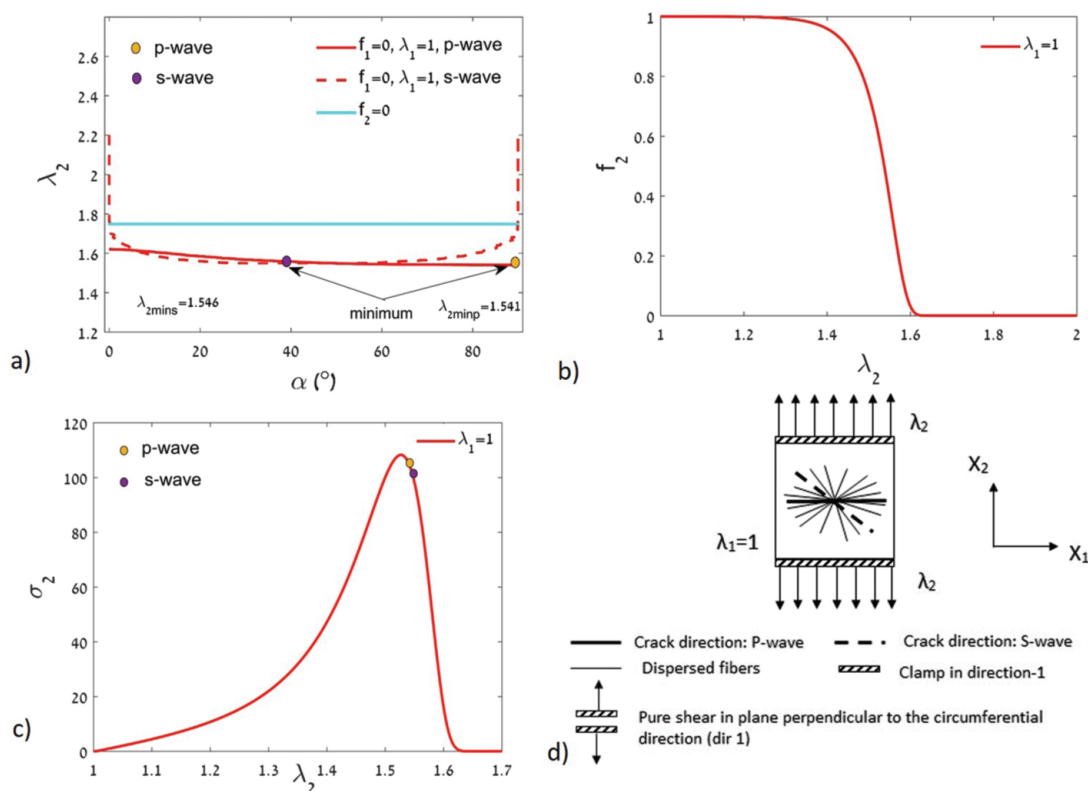 p-wave
s-wave
f₁=0, λ₁=1, p-wave
f₁=0, λ₁=1, s-wave
f₂=0
2.6
2.4
2.2
2
1.8
1.6
1.4
1.2
λ₂
λ₂mins=1.546
minimum
λ₂minp=1.541
0 20 40 60 80
α (°)
a)
λ₁=1
1
0.8
0.6
0.4
0.2
0
f₂
1 1.2 1.4 1.6 1.8 2
λ₂
b)
p-wave
s-wave
λ₁=1
120
100
80
60
40
20
0
σ₂
1 1.1 1.2 1.3 1.4 1.5 1.6 1.7
λ₂
c)
λ₂
λ₁=1
λ₂
X₂
X₁
Crack direction: P-wave
Crack direction: S-wave
Dispersed fibers
Clamp in direction-1
Pure shear in plane perpendicular to the circumferential
direction (dir 1)
d)